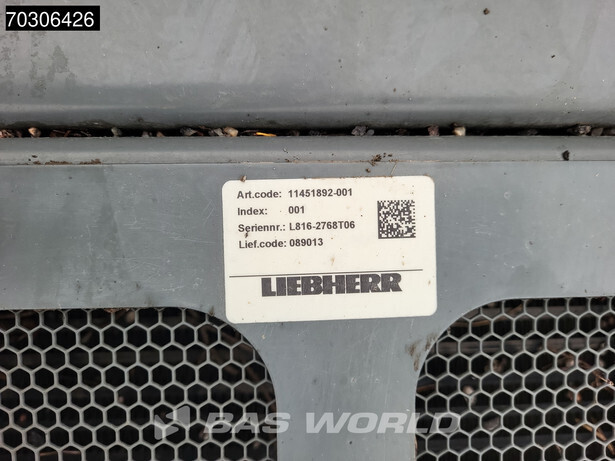 70306426
Art.code: 11451892-001
Index: 001
Seriennr.: L816-2768T06
Lief.code: 089013
LIEBHERR
BAS WORLD